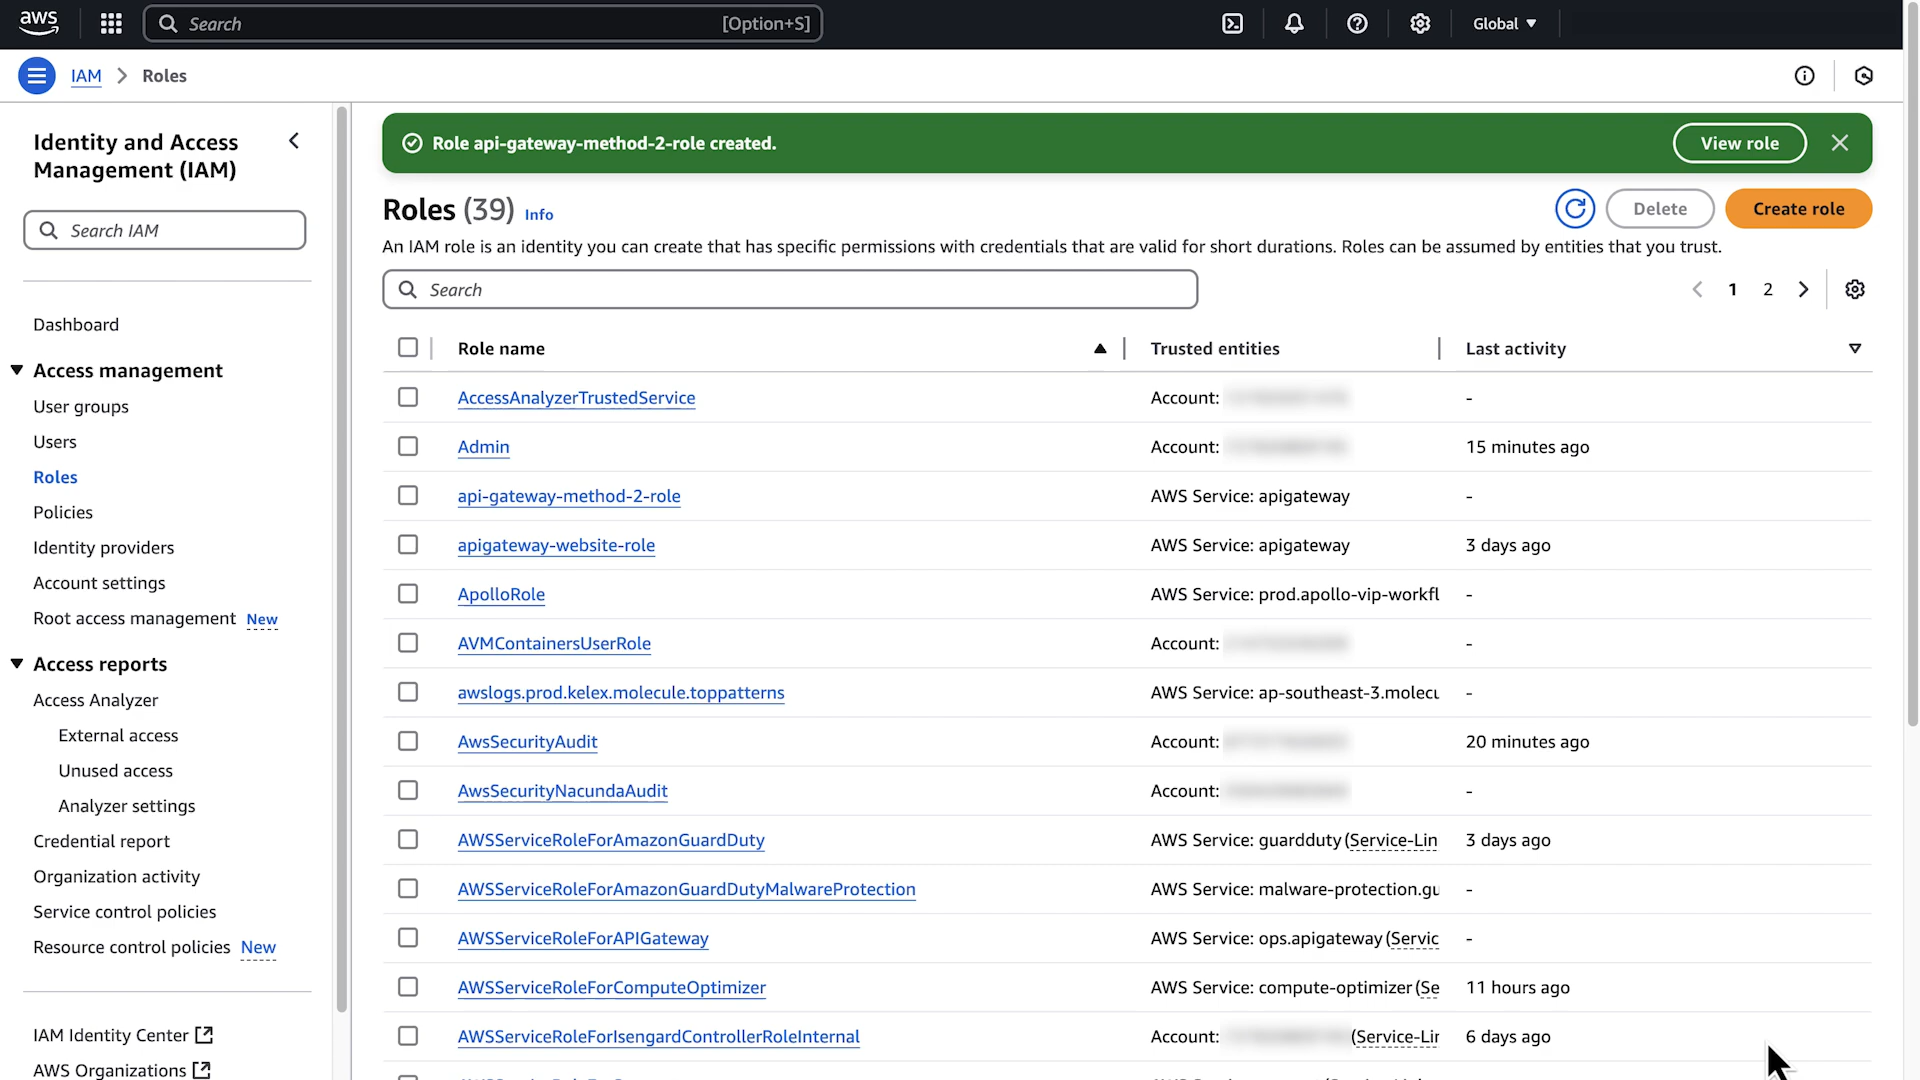 aws
Search [Option+S]
Global
IAM > Roles
Identity and Access
Management (IAM)
Search IAM
Dashboard
Access management
User groups
Users
Roles
Policies
Identity providers
Account settings
Root access management New
Access reports
Access Analyzer
External access
Unused access
Analyzer settings
Credential report
Organization activity
Service control policies
Resource control policies New
IAM Identity Center
AWS Organizations
Role api-gateway-method-2-role created.
View role
Roles (39) Info
Delete
Create role
An IAM role is an identity you can create that has specific permissions with credentials that are valid for short durations. Roles can be assumed by entities that you trust.
Search
1 2
Role name Trusted entities Last activity
AccessAnalyzerTrustedService Account: -
Admin Account: 15 minutes ago
api-gateway-method-2-role AWS Service: apigateway -
apigateway-website-role AWS Service: apigateway 3 days ago
ApolloRole AWS Service: prod.apollo-vip-workfl -
AVMContainersUserRole Account: -
awslogs.prod.kelex.molecule.toppatterns AWS Service: ap-southeast-3.molecu -
AwsSecurityAudit Account: 20 minutes ago
AwsSecurityNacundaAudit Account: -
AWSServiceRoleForAmazonGuardDuty AWS Service: guardduty (Service-Lin 3 days ago
AWSServiceRoleForAmazonGuardDutyMalwareProtection AWS Service: malware-protection.gu -
AWSServiceRoleForAPIGateway AWS Service: ops.apigateway (Servic -
AWSServiceRoleForComputeOptimizer AWS Service: compute-optimizer (Se 11 hours ago
AWSServiceRoleForIsengardControllerRoleInternal Account: (Service-Lir 6 days ago